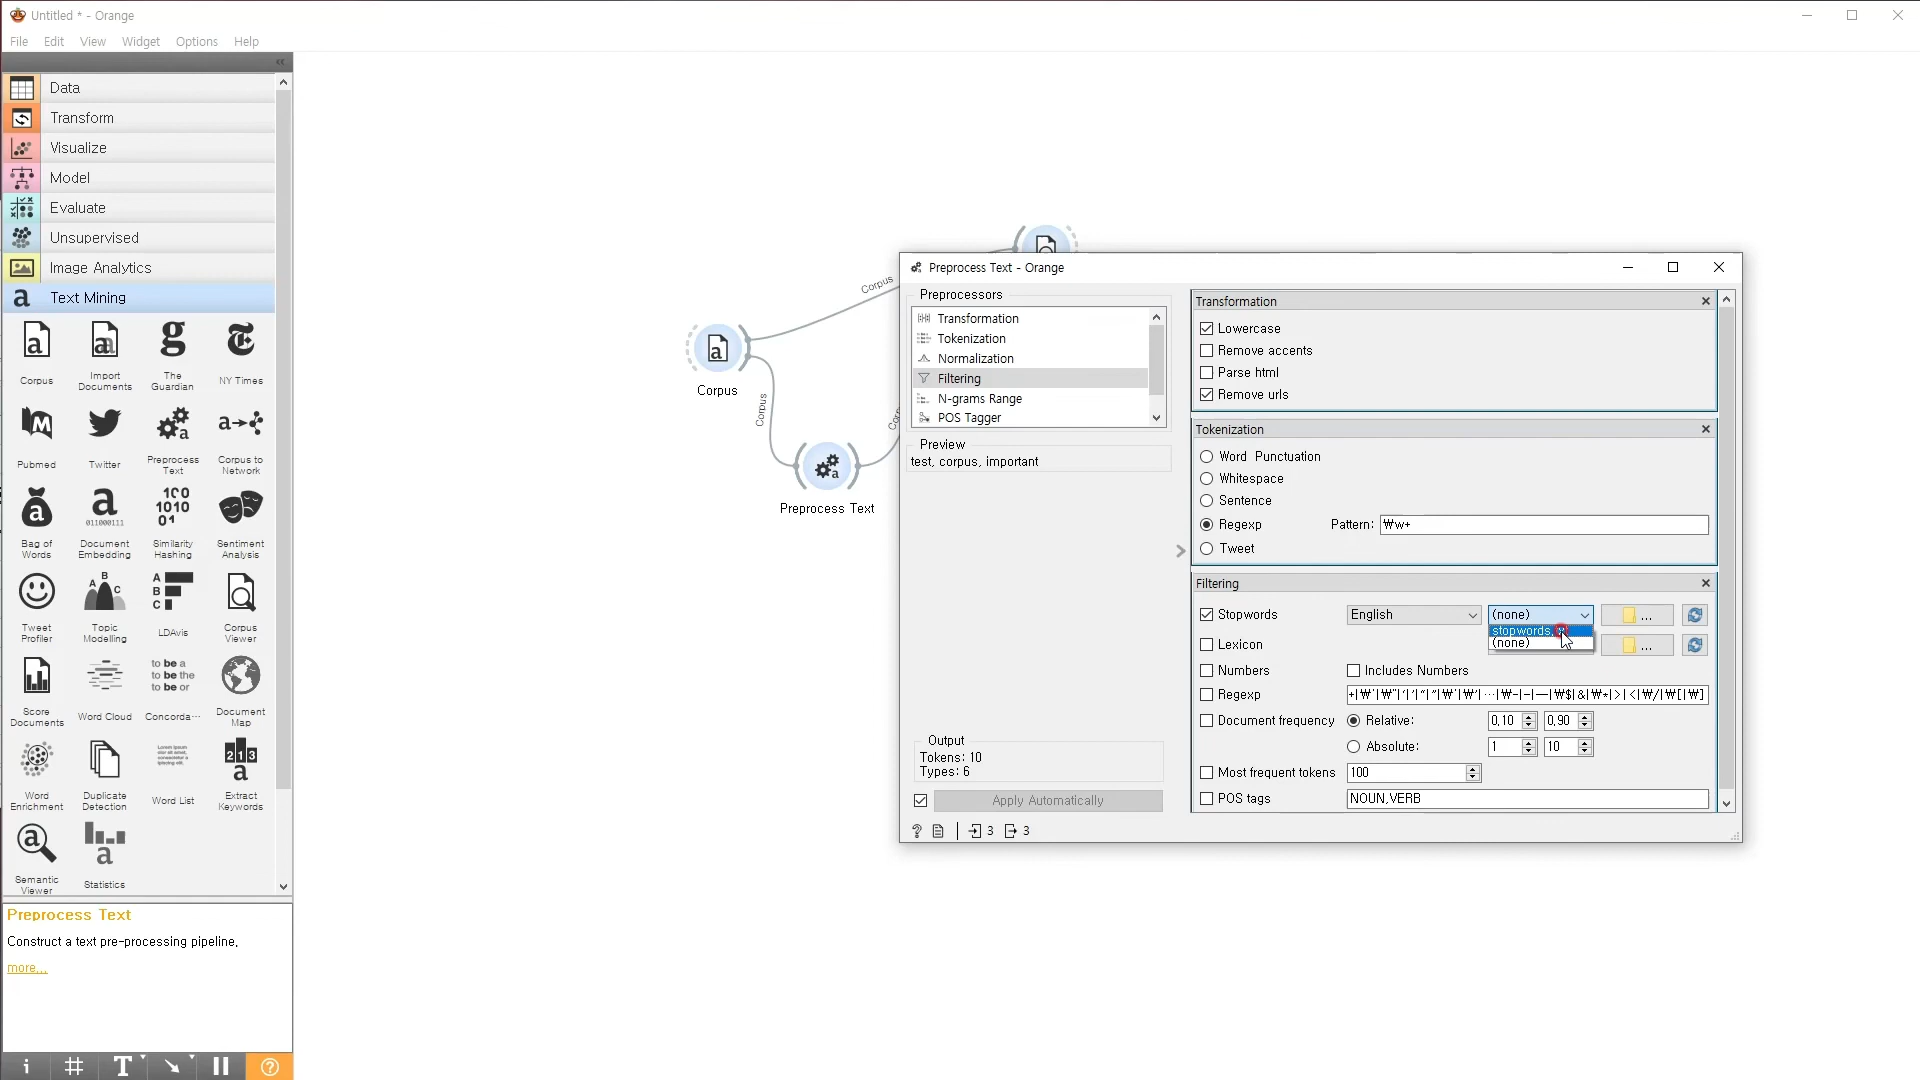 Untitled * - Orange
File Edit View Widget Options Help
Data
Transform
Visualize
Model
Evaluate
Unsupervised
Image Analytics
Text Mining
Corpus
Import Documents
The Guardian
NY Times
Pubmed
Twitter
Preprocess Text
Corpus to Network
Bag of Words
Document Embedding
Similarity Hashing
Sentiment Analysis
Tweet Profiler
Topic Modelling
LDAvis
Corpus Viewer
Score Documents
Word Cloud
Concorda...
Document Map
Word Enrichment
Duplicate Detection
Word List
Extract Keywords
Semantic Viewer
Statistics
Preprocess Text
Construct a text pre-processing pipeline.
more...
Corpus
Corpus
Corpus
Preprocess Text
Preprocess Text - Orange
Preprocessors
Transformation
Tokenization
Normalization
Filtering
N-grams Range
POS Tagger
Preview
test, corpus, important
Output
Tokens: 10
Types: 6
Apply Automatically
3 3
Transformation
Lowercase
Remove accents
Parse html
Remove urls
Tokenization
Word Punctuation
Whitespace
Sentence
Regexp Pattern: ₩w+
Tweet
Filtering
Stopwords English (none) ...
stopwords.
(none)
Lexicon ...
Numbers Includes Numbers
Regexp
Document frequency Relative: 0,10 0,90
Absolute: 1 10
Most frequent tokens 100
POS tags NOUN,VERB